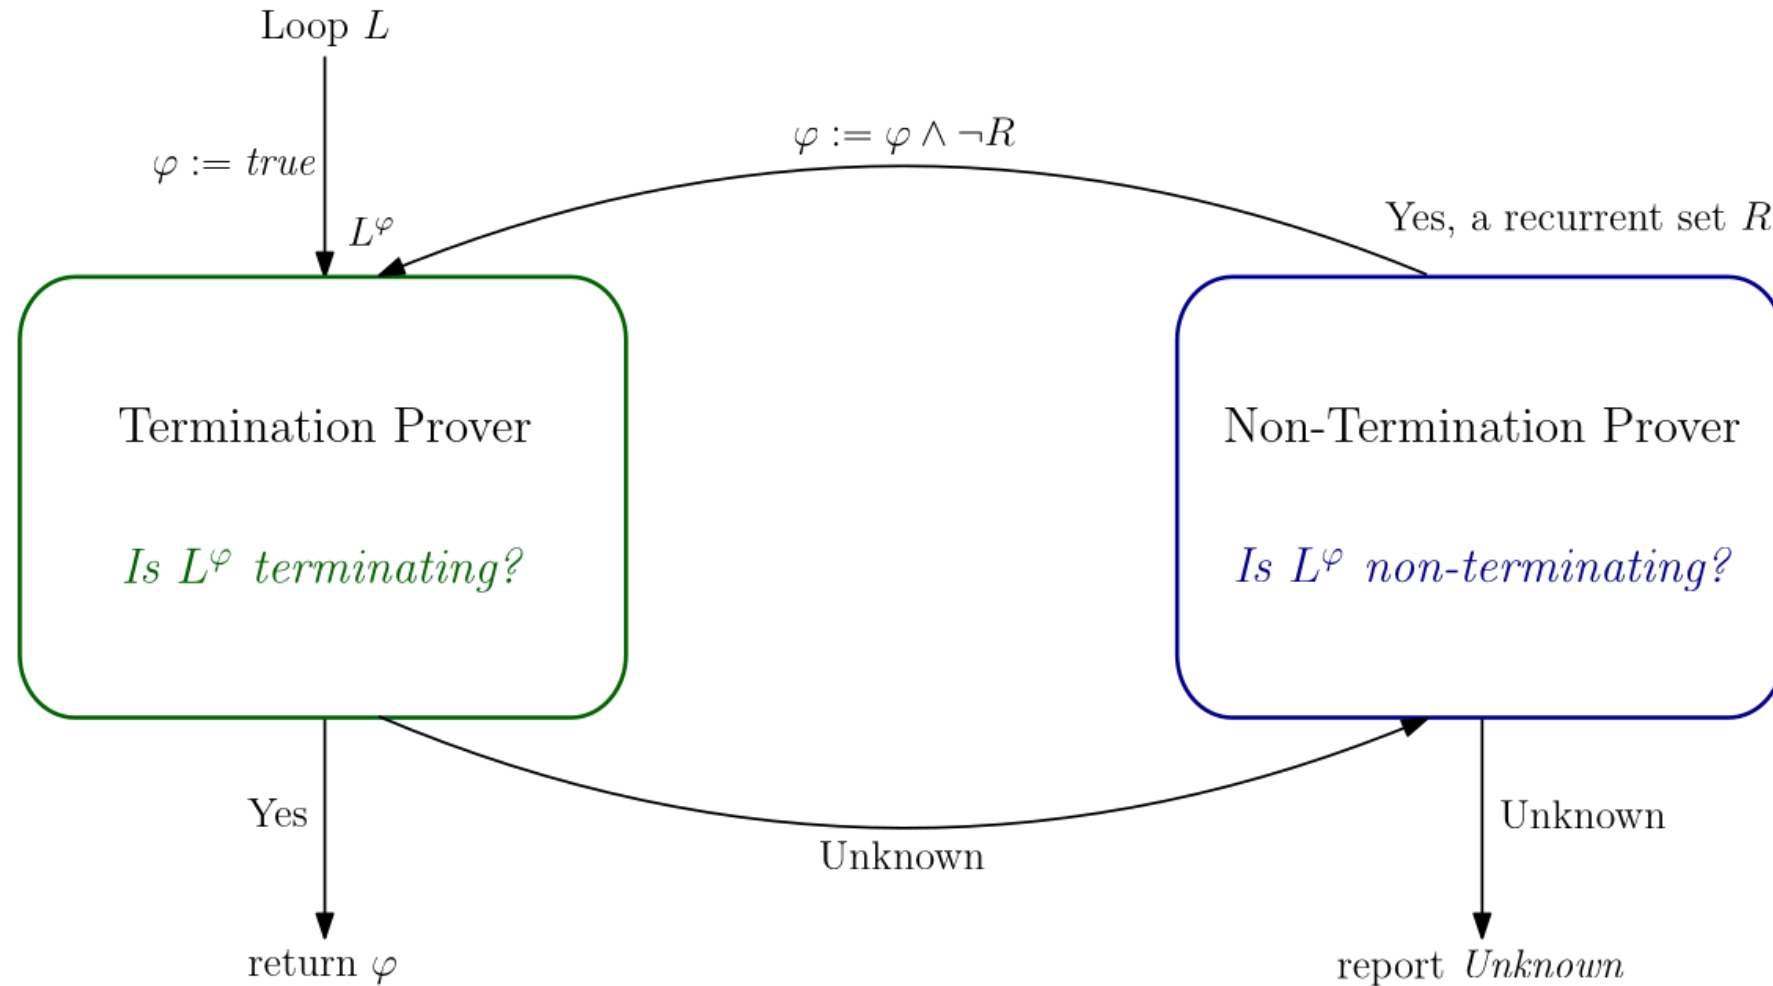 Loop L
φ := φ ∧ ¬R
φ := true
Yes, a recurrent set R
L^φ
Termination Prover
Non-Termination Prover
Is L^φ terminating?
Is L^φ non-terminating?
Yes
Unknown
Unknown
return φ
report Unknown